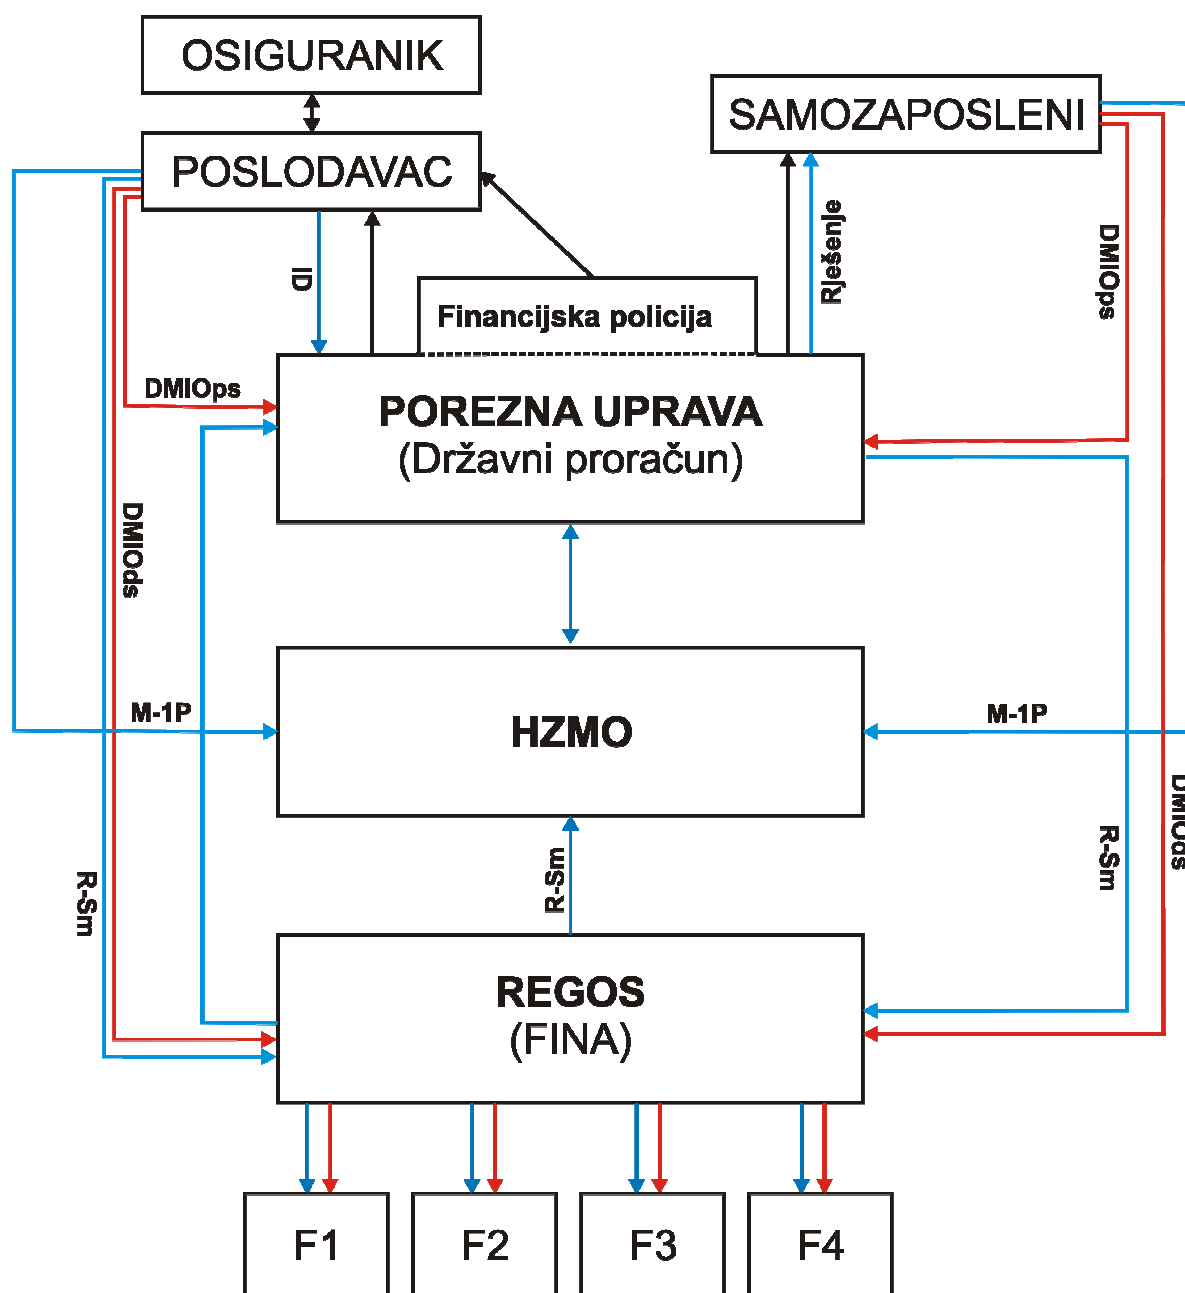 OSIGURANIK
SAMOZAPOSLENI
POSLODAVAC
ID
Rješenje
DMIOps
Financijska policija
DMIOps
POREZNA UPRAVA
(Državni proračun)
DMIOds
M-1P
HZMO
M-1P
DMIOds
R-Sm
R-Sm
R-Sm
REGOS
(FINA)
F1
F2
F3
F4